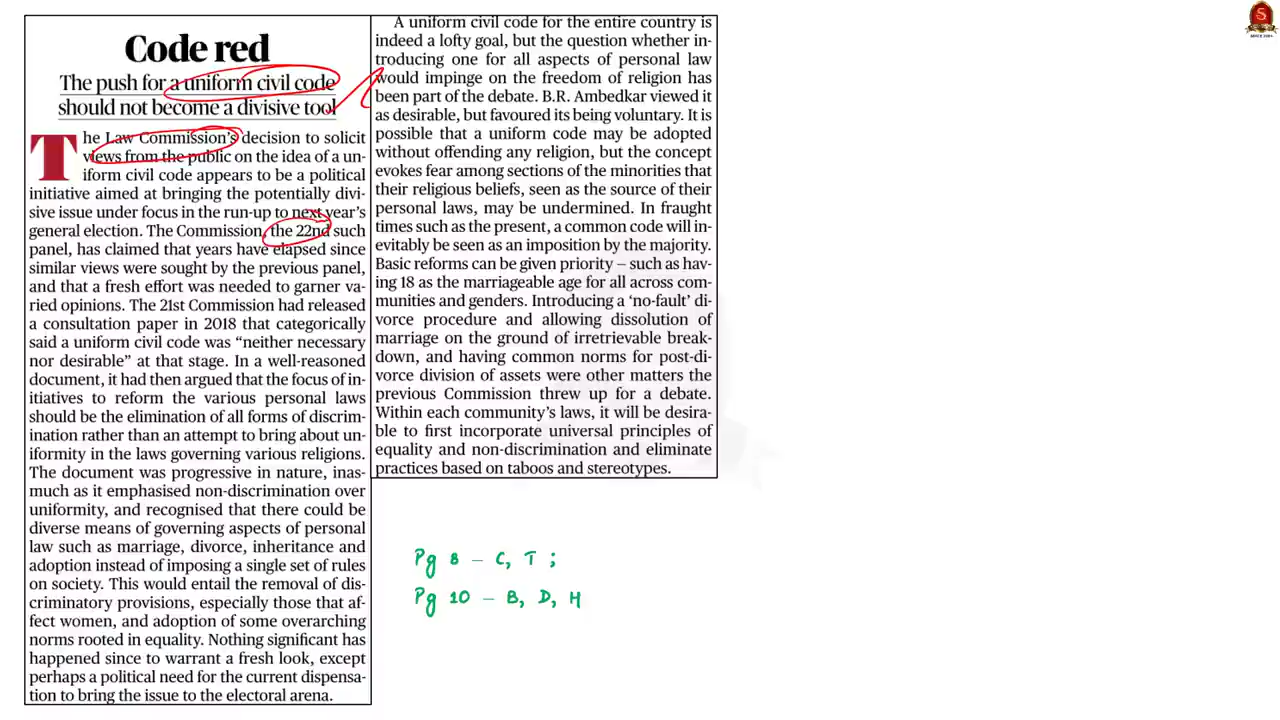 Code red
The push for a uniform civil code
should not become a divisive tool
The Law Commission's decision to solicit
views from the public on the idea of a un-
iform civil code appears to be a political
initiative aimed at bringing the potentially divi-
sive issue under focus in the run-up to next year's
general election. The Commission, the 22nd such
panel, has claimed that years have elapsed since
similar views were sought by the previous panel,
and that a fresh effort was needed to garner va-
ried opinions. The 21st Commission had released
a consultation paper in 2018 that categorically
said a uniform civil code was “neither necessary
nor desirable” at that stage. In a well-reasoned
document, it had then argued that the focus of in-
itiatives to reform the various personal laws
should be the elimination of all forms of discrim-
ination rather than an attempt to bring about un-
iformity in the laws governing various religions.
The document was progressive in nature, inas-
much as it emphasised non-discrimination over
uniformity, and recognised that there could be
diverse means of governing aspects of personal
law such as marriage, divorce, inheritance and
adoption instead of imposing a single set of rules
on society. This would entail the removal of dis-
criminatory provisions, especially those that af-
fect women, and adoption of some overarching
norms rooted in equality. Nothing significant has
happened since to warrant a fresh look, except
perhaps a political need for the current dispensa-
tion to bring the issue to the electoral arena.
A uniform civil code for the entire country is
indeed a lofty goal, but the question whether in-
troducing one for all aspects of personal law
would impinge on the freedom of religion has
been part of the debate. B.R. Ambedkar viewed it
as desirable, but favoured its being voluntary. It is
possible that a uniform code may be adopted
without offending any religion, but the concept
evokes fear among sections of the minorities that
their religious beliefs, seen as the source of their
personal laws, may be undermined. In fraught
times such as the present, a common code will in-
evitably be seen as an imposition by the majority.
Basic reforms can be given priority — such as hav-
ing 18 as the marriageable age for all across com-
munities and genders. Introducing a ‘no-fault’ di-
vorce procedure and allowing dissolution of
marriage on the ground of irretrievable break-
down, and having common norms for post-di-
vorce division of assets were other matters the
previous Commission threw up for a debate.
Within each community's laws, it will be desira-
ble to first incorporate universal principles of
equality and non-discrimination and eliminate
practices based on taboos and stereotypes.
Pg 8 – C, T ;
Pg 10 – B, D, H
S
SINCE 2004